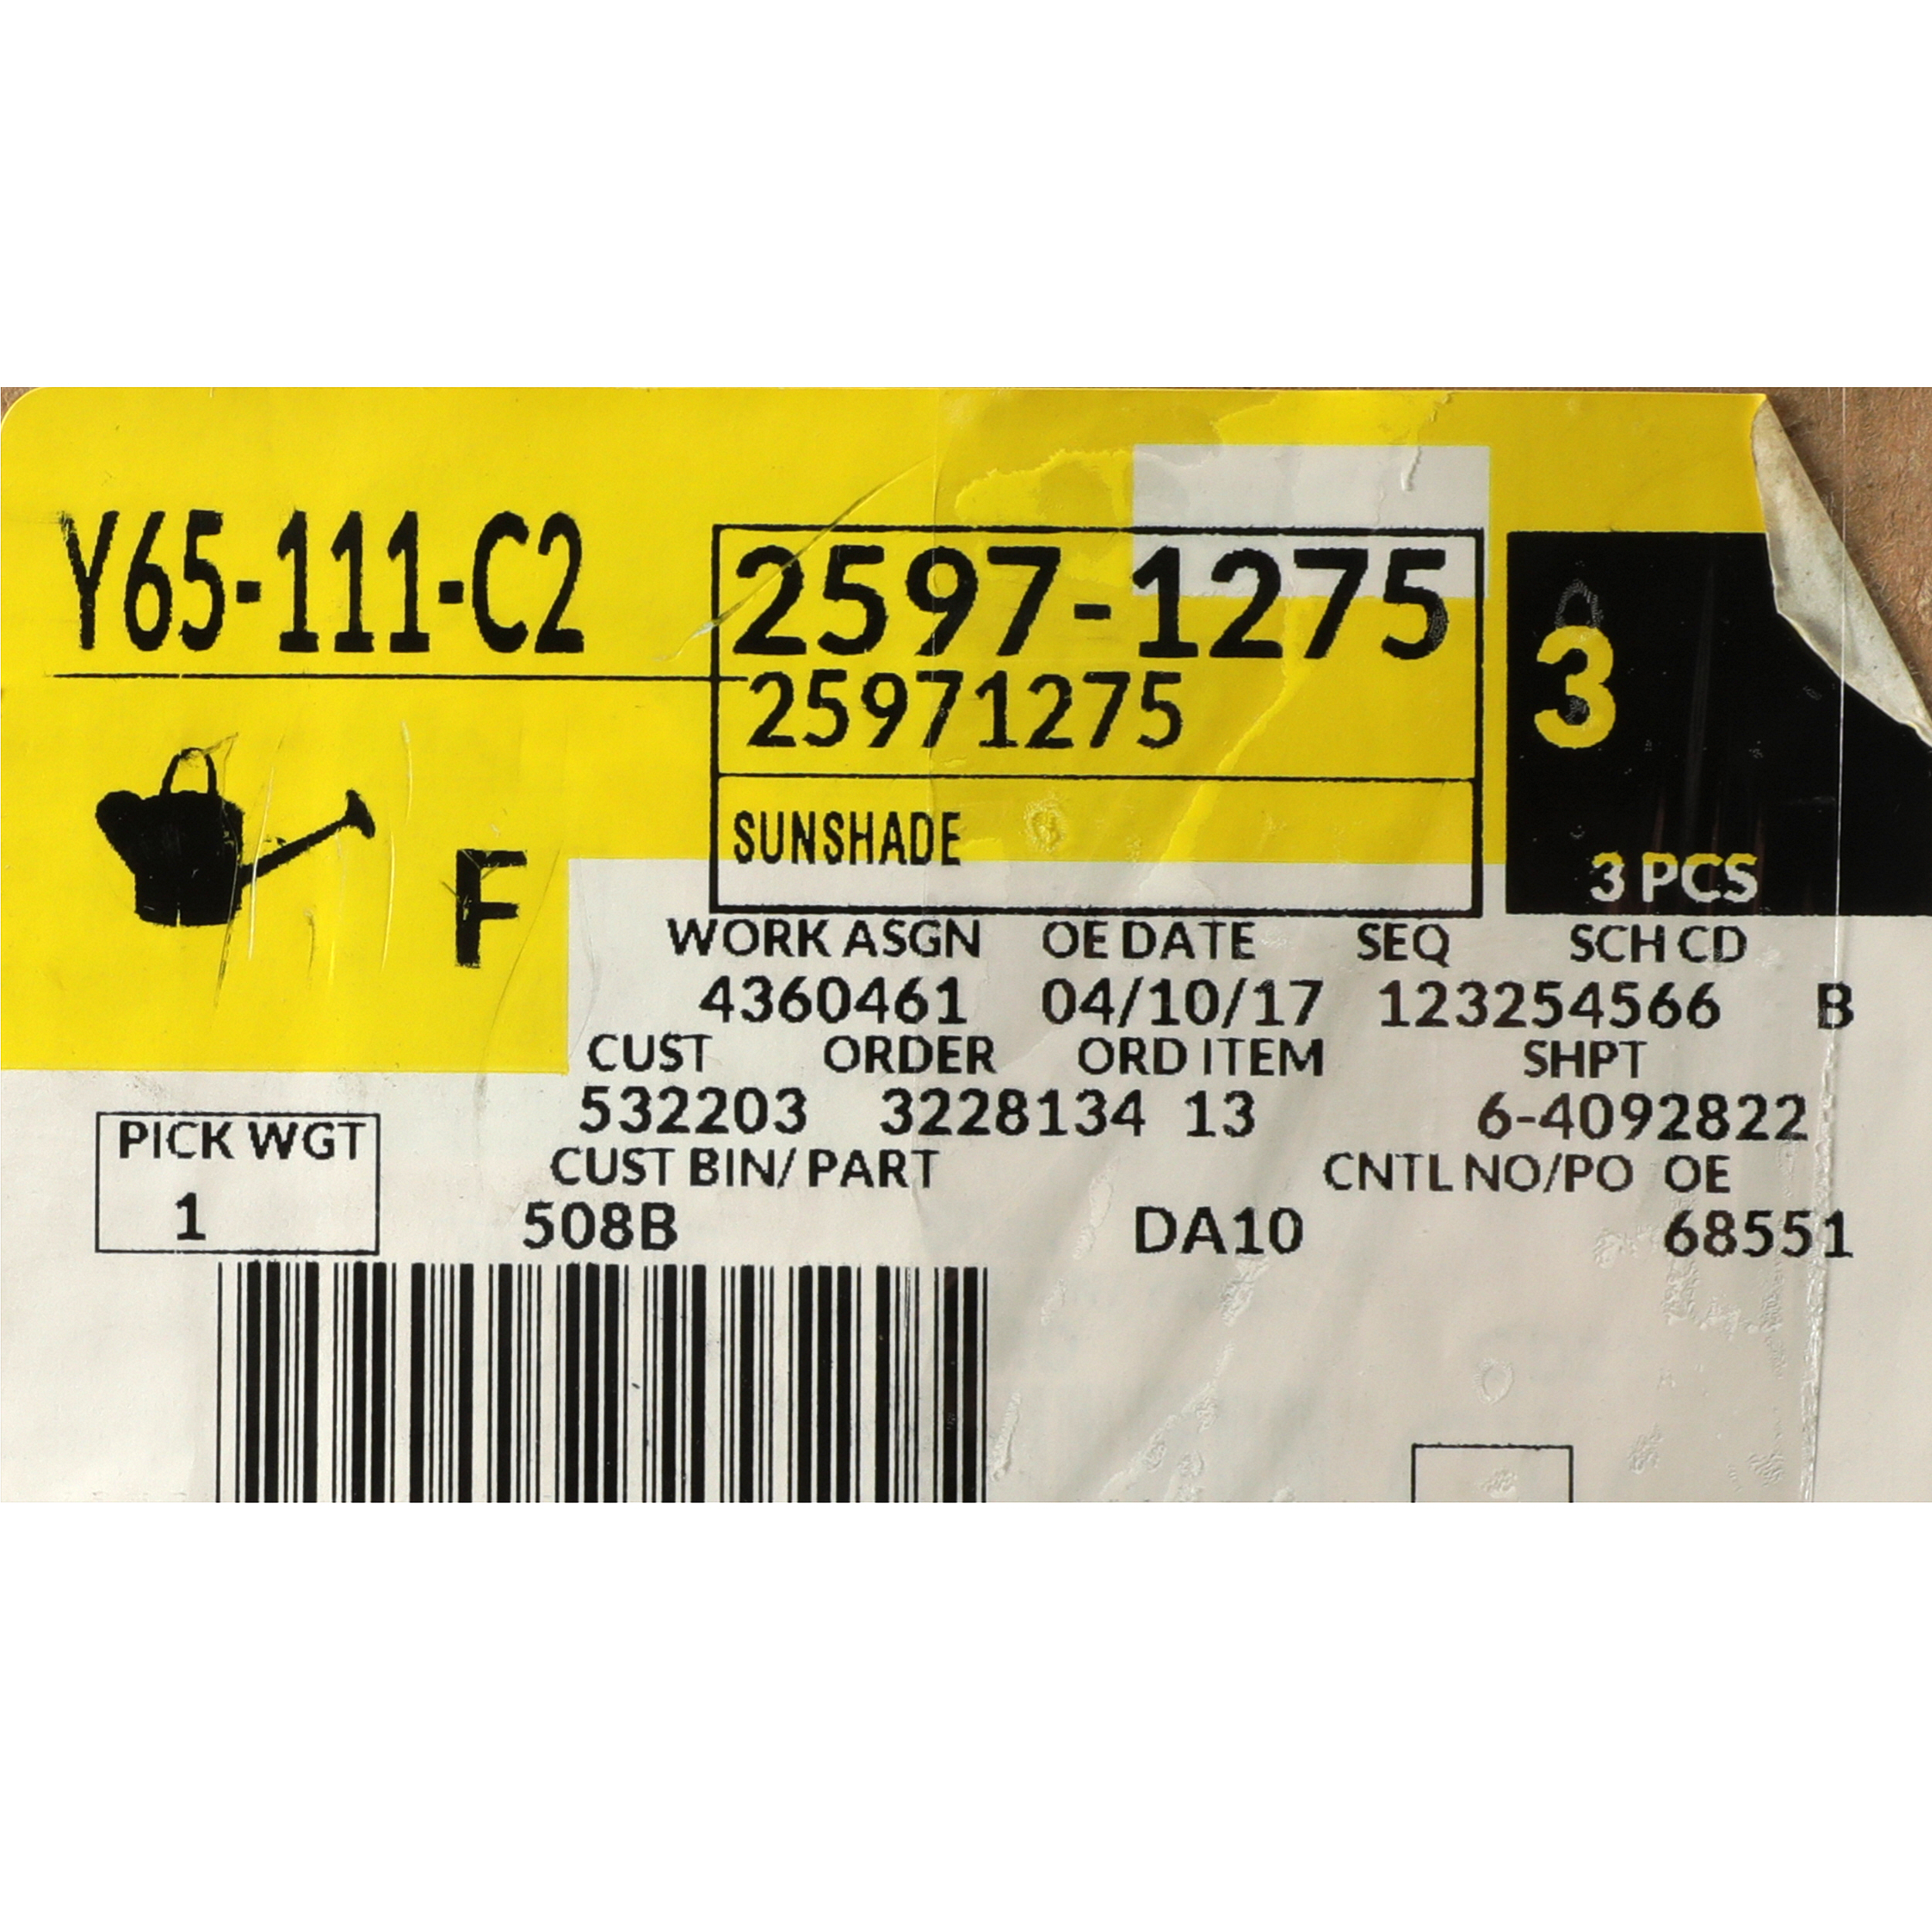 Y65-111-C2
2597-1275
25971275
3
SUNSHADE
F
3 PCS
WORK ASGN OE DATE SEQ SCH CD
4360461 04/10/17 123254566 B
CUST ORDER ORD ITEM SHPT
532203 3228134 13 6-4092822
PICK WGT
1
CUST BIN/ PART CNTL NO/PO OE
508B DA10 68551